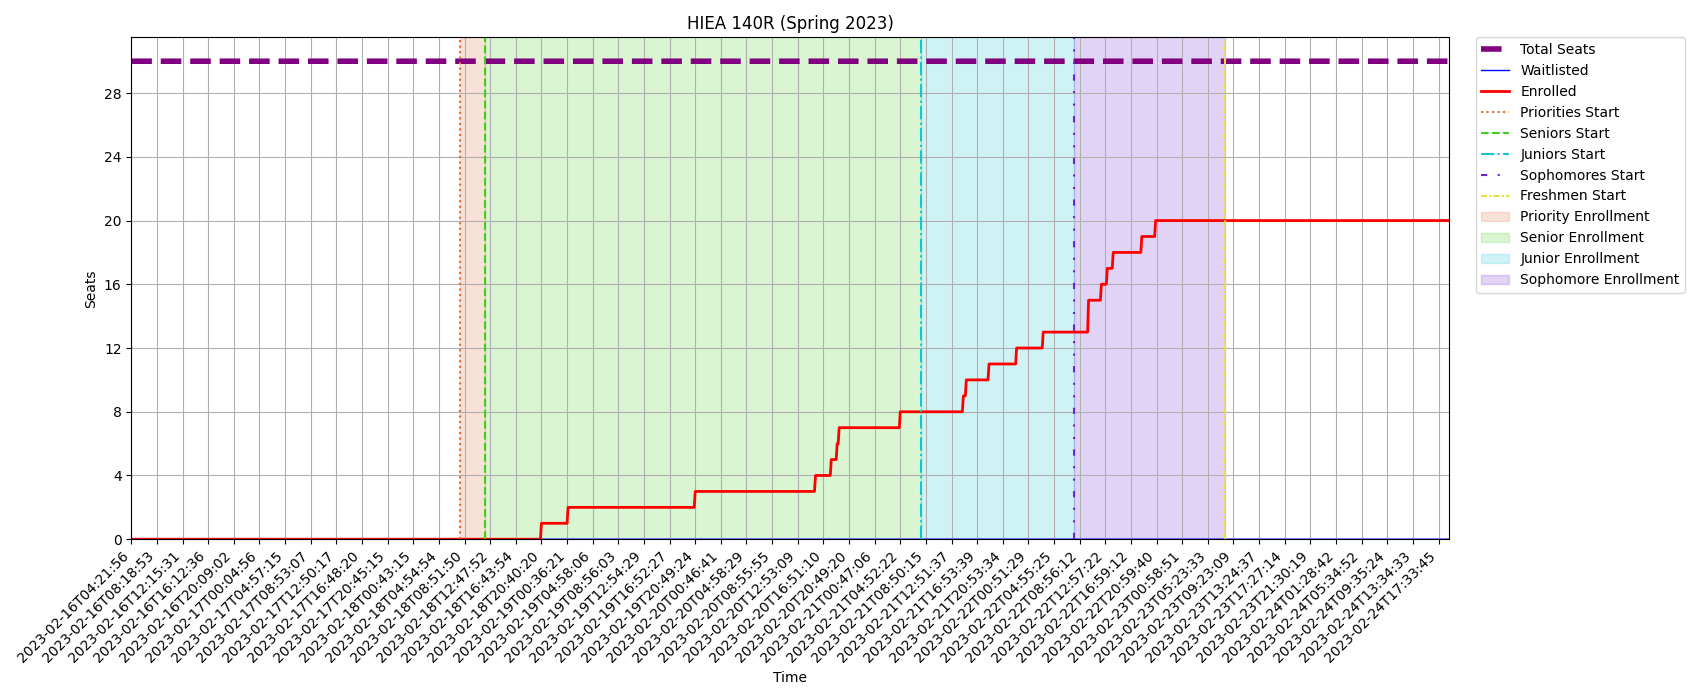 HIEA 140R (Spring 2023)
Total Seats
Waitlisted
Enrolled
Priorities Start
Seniors Start
Juniors Start
Sophomores Start
Freshmen Start
Priority Enrollment
Senior Enrollment
Junior Enrollment
Sophomore Enrollment
Seats
28
24
20
16
12
8
4
0
2023-02-16T04:21:56
2023-02-16T08:18:53
2023-02-16T12:15:31
2023-02-16T16:12:36
2023-02-16T20:09:02
2023-02-17T00:04:56
2023-02-17T04:57:15
2023-02-17T08:53:07
2023-02-17T12:50:17
2023-02-17T16:48:20
2023-02-17T20:45:15
2023-02-18T00:43:15
2023-02-18T04:54:54
2023-02-18T08:51:50
2023-02-18T12:47:52
2023-02-18T16:43:54
2023-02-18T20:40:20
2023-02-19T00:36:21
2023-02-19T04:58:06
2023-02-19T08:56:03
2023-02-19T12:54:29
2023-02-19T16:52:27
2023-02-19T20:49:24
2023-02-20T00:46:41
2023-02-20T04:58:29
2023-02-20T08:55:55
2023-02-20T12:53:09
2023-02-20T16:51:10
2023-02-20T20:49:20
2023-02-21T00:47:06
2023-02-21T04:52:22
2023-02-21T08:50:15
2023-02-21T12:51:37
2023-02-21T16:53:39
2023-02-21T20:53:34
2023-02-22T00:51:29
2023-02-22T04:55:25
2023-02-22T08:56:12
2023-02-22T12:57:22
2023-02-22T16:59:12
2023-02-22T20:59:40
2023-02-23T00:58:51
2023-02-23T05:23:33
2023-02-23T09:23:09
2023-02-23T13:24:37
2023-02-23T17:27:14
2023-02-23T21:30:19
2023-02-24T01:28:42
2023-02-24T05:34:52
2023-02-24T09:35:24
2023-02-24T13:34:33
2023-02-24T17:33:45
Time